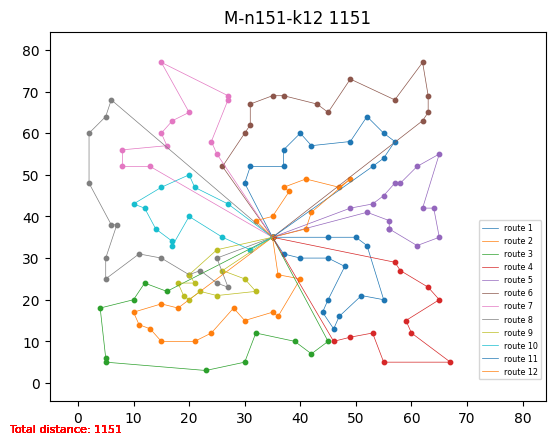 M-n151-k12 1151
80
70
60
50
40
30
20
10
0
0 10 20 30 40 50 60 70 80
route 1
route 2
route 3
route 4
route 5
route 6
route 7
route 8
route 9
route 10
route 11
route 12
Total distance: 1151